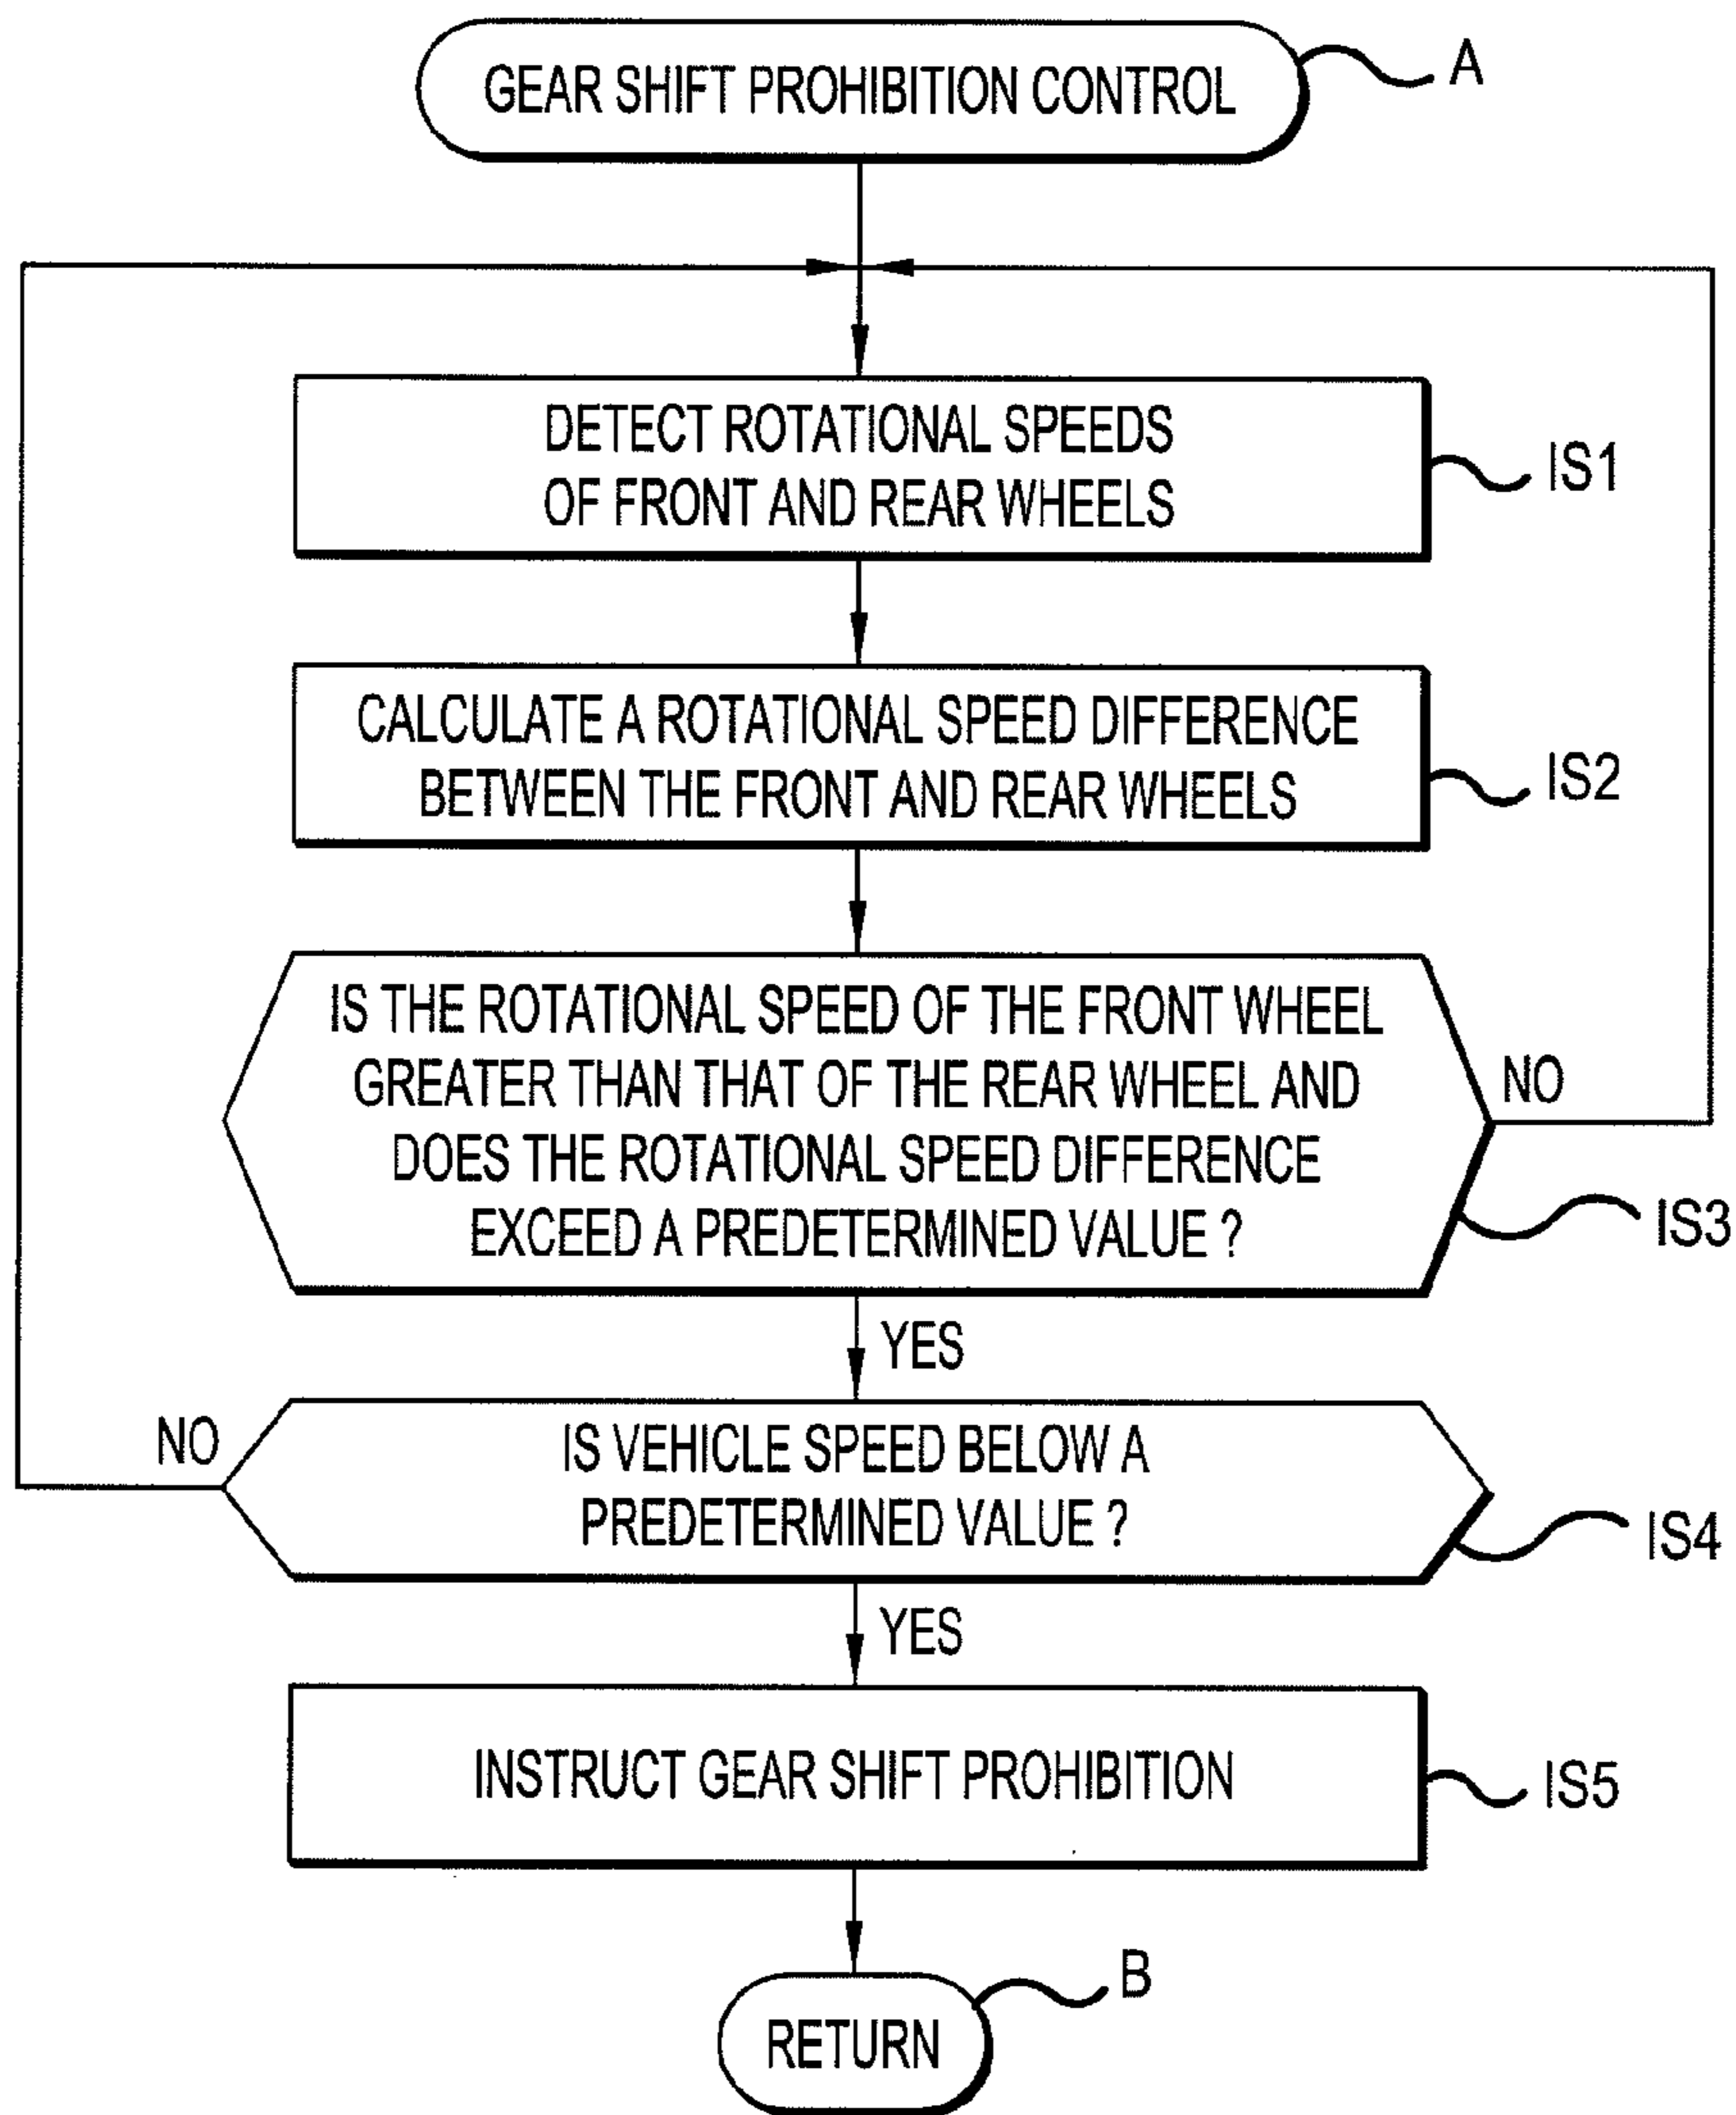 GEAR SHIFT PROHIBITION CONTROL
A
DETECT ROTATIONAL SPEEDS
OF FRONT AND REAR WHEELS
IS1
CALCULATE A ROTATIONAL SPEED DIFFERENCE
BETWEEN THE FRONT AND REAR WHEELS
IS2
IS THE ROTATIONAL SPEED OF THE FRONT WHEEL
GREATER THAN THAT OF THE REAR WHEEL AND
DOES THE ROTATIONAL SPEED DIFFERENCE
EXCEED A PREDETERMINED VALUE ?
NO
IS3
YES
NO
IS VEHICLE SPEED BELOW A
PREDETERMINED VALUE ?
IS4
YES
INSTRUCT GEAR SHIFT PROHIBITION
IS5
B
RETURN